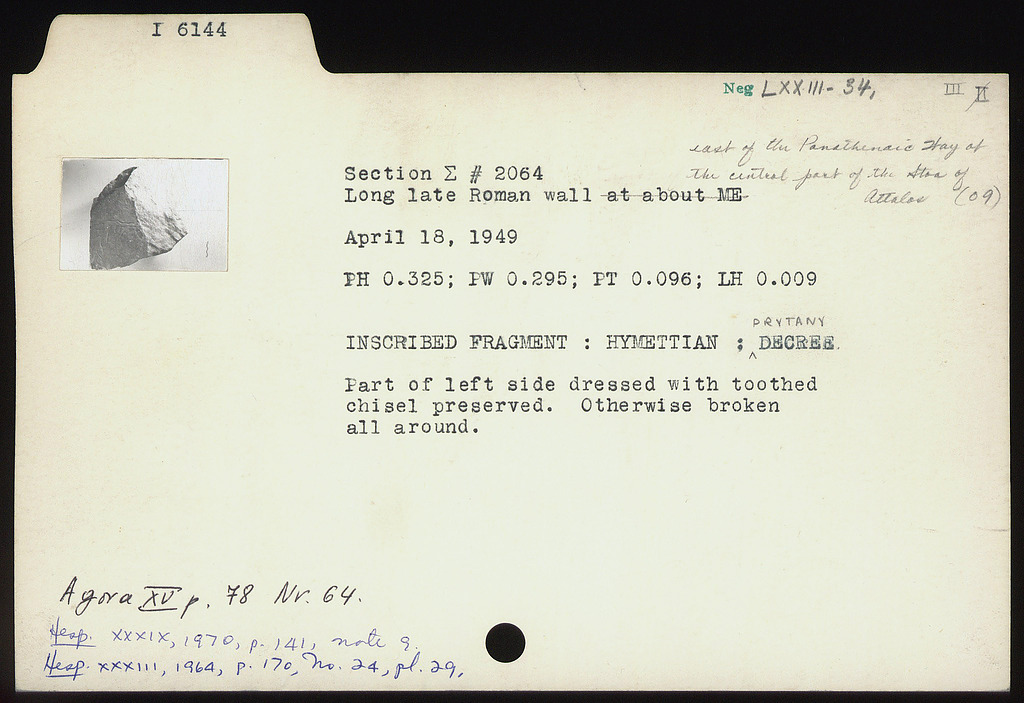 I 6144
Neg LXXIII-34,
III II
east of the Panathenaic Way at
the central part of the Stoa of
Attalos (O9)
Section Σ # 2064
Long late Roman wall at about ME
April 18, 1949
PH 0.325; PW 0.295; PT 0.096; LH 0.009
PRYTANY
INSCRIBED FRAGMENT : HYMETTIAN ; DECREE.
Part of left side dressed with toothed
chisel preserved. Otherwise broken
all around.
Agora XV p. 78 Nr. 64.
Hesp. XXXIX, 1970, p. 141, note 9.
Hesp. XXXIII, 1964, p. 170, No. 24, pl. 29.